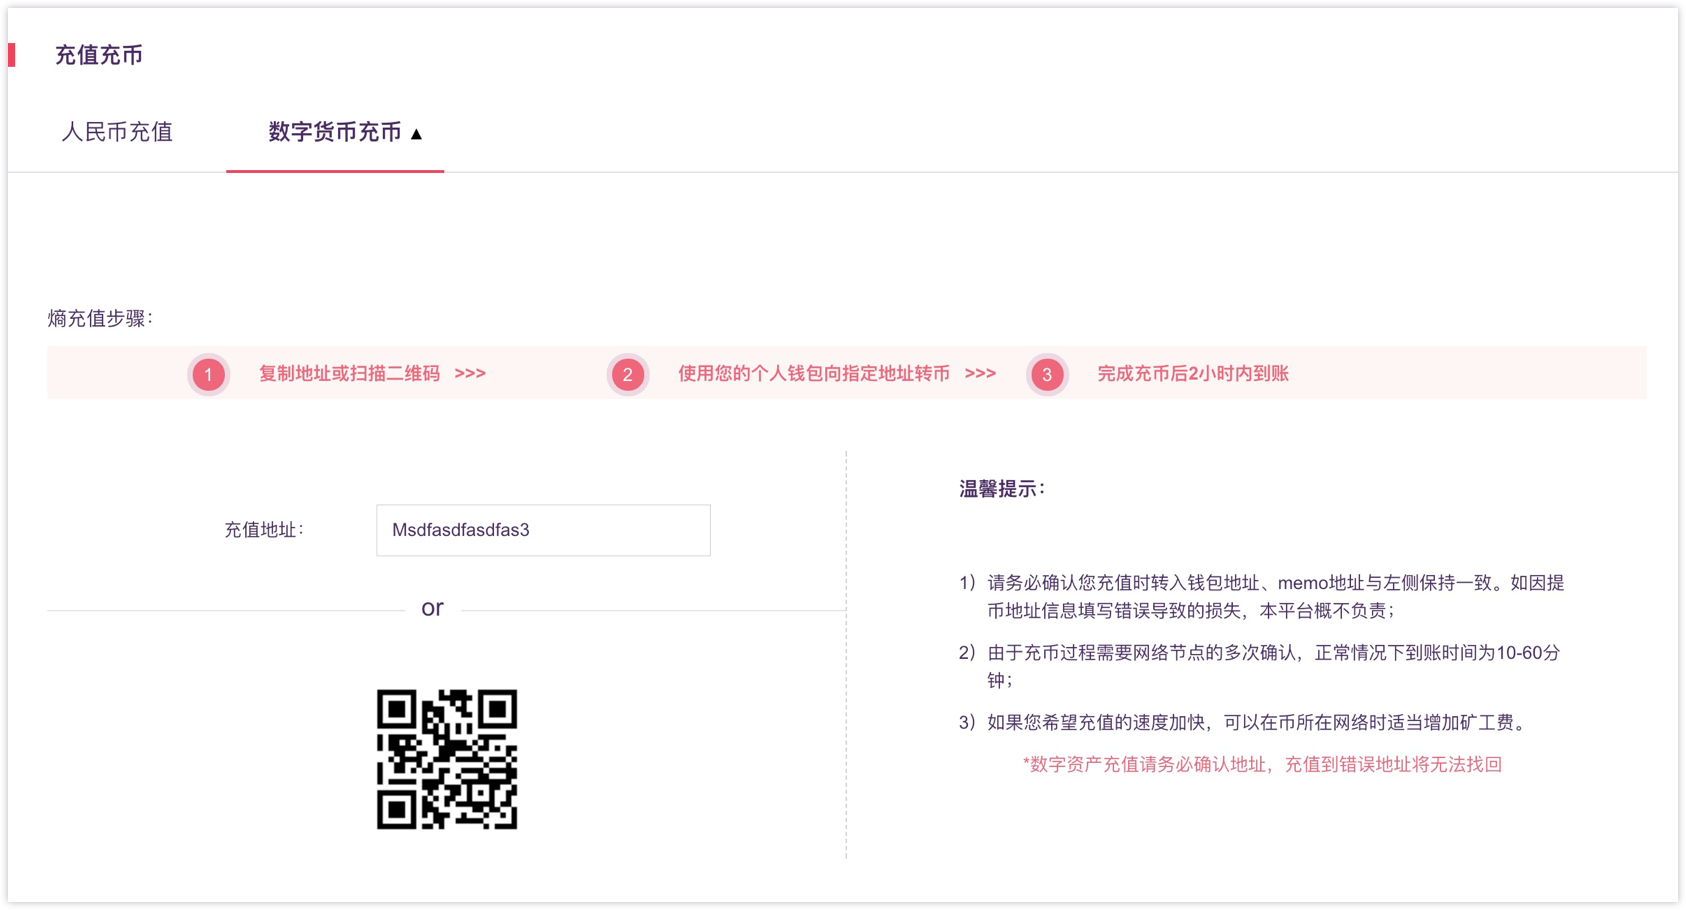 充值充币
人民币充值
数字货币充币 ▲
熵充值步骤：
1 复制地址或扫描二维码 >>>
2 使用您的个人钱包向指定地址转币 >>>
3 完成充币后2小时内到账
充值地址：
Msdfasdfasdfas3
or
温馨提示：
1）请务必确认您充值时转入钱包地址、memo地址与左侧保持一致。如因提
币地址信息填写错误导致的损失，本平台概不负责；
2）由于充币过程需要网络节点的多次确认，正常情况下到账时间为10-60分
钟；
3）如果您希望充值的速度加快，可以在币所在网络时适当增加矿工费。
*数字资产充值请务必确认地址，充值到错误地址将无法找回